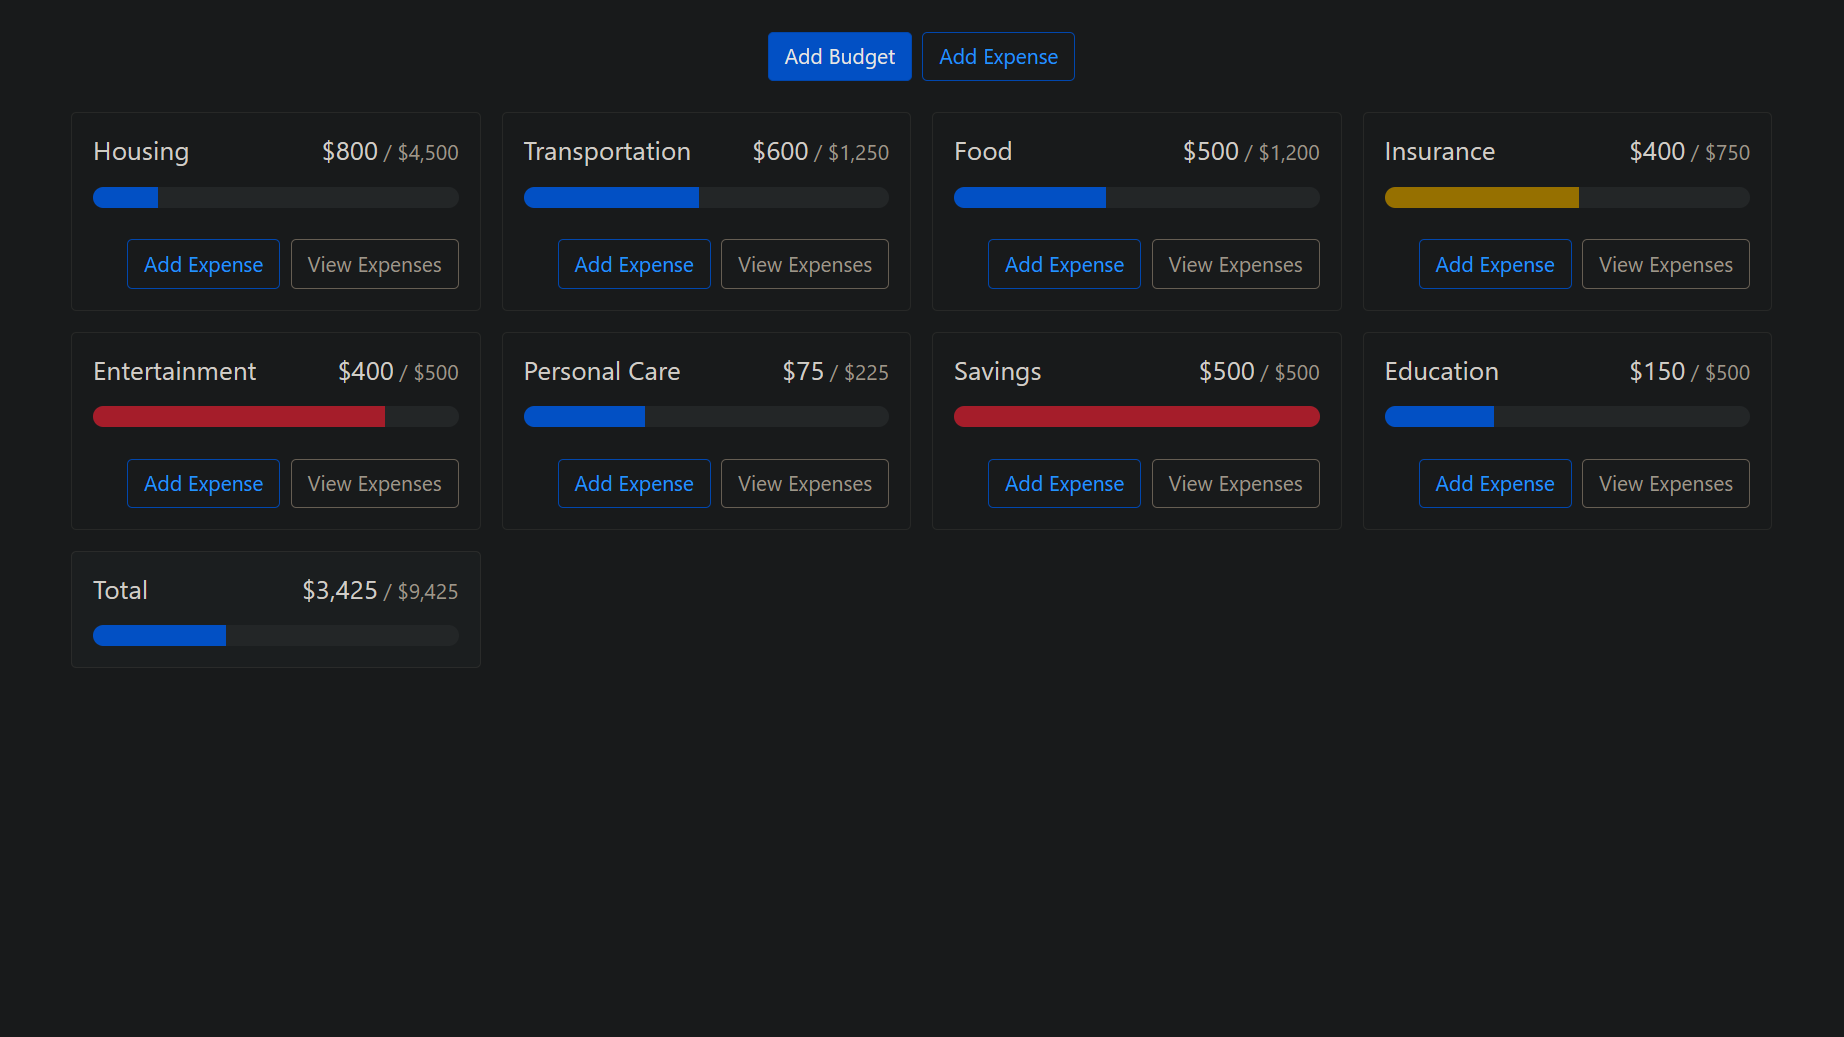 Add Budget Add Expense
Housing $800 / $4,500
Add Expense View Expenses
Transportation $600 / $1,250
Add Expense View Expenses
Food $500 / $1,200
Add Expense View Expenses
Insurance $400 / $750
Add Expense View Expenses
Entertainment $400 / $500
Add Expense View Expenses
Personal Care $75 / $225
Add Expense View Expenses
Savings $500 / $500
Add Expense View Expenses
Education $150 / $500
Add Expense View Expenses
Total $3,425 / $9,425